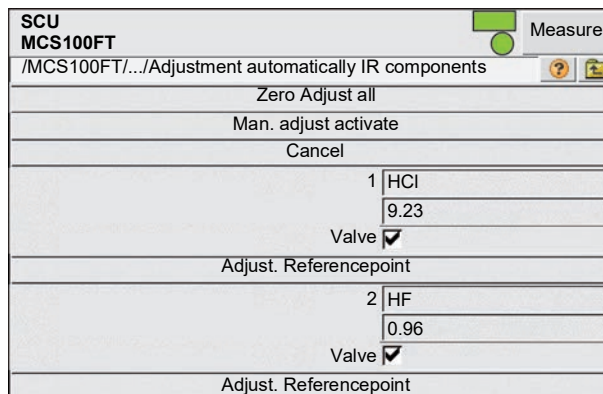 SCU
MCS100FT
Measure
/MCS100FT/.../Adjustment automatically IR components
?
Zero Adjust all
Man. adjust activate
Cancel
1 HCl
9.23
Valve
Adjust. Referencepoint
2 HF
0.96
Valve
Adjust. Referencepoint